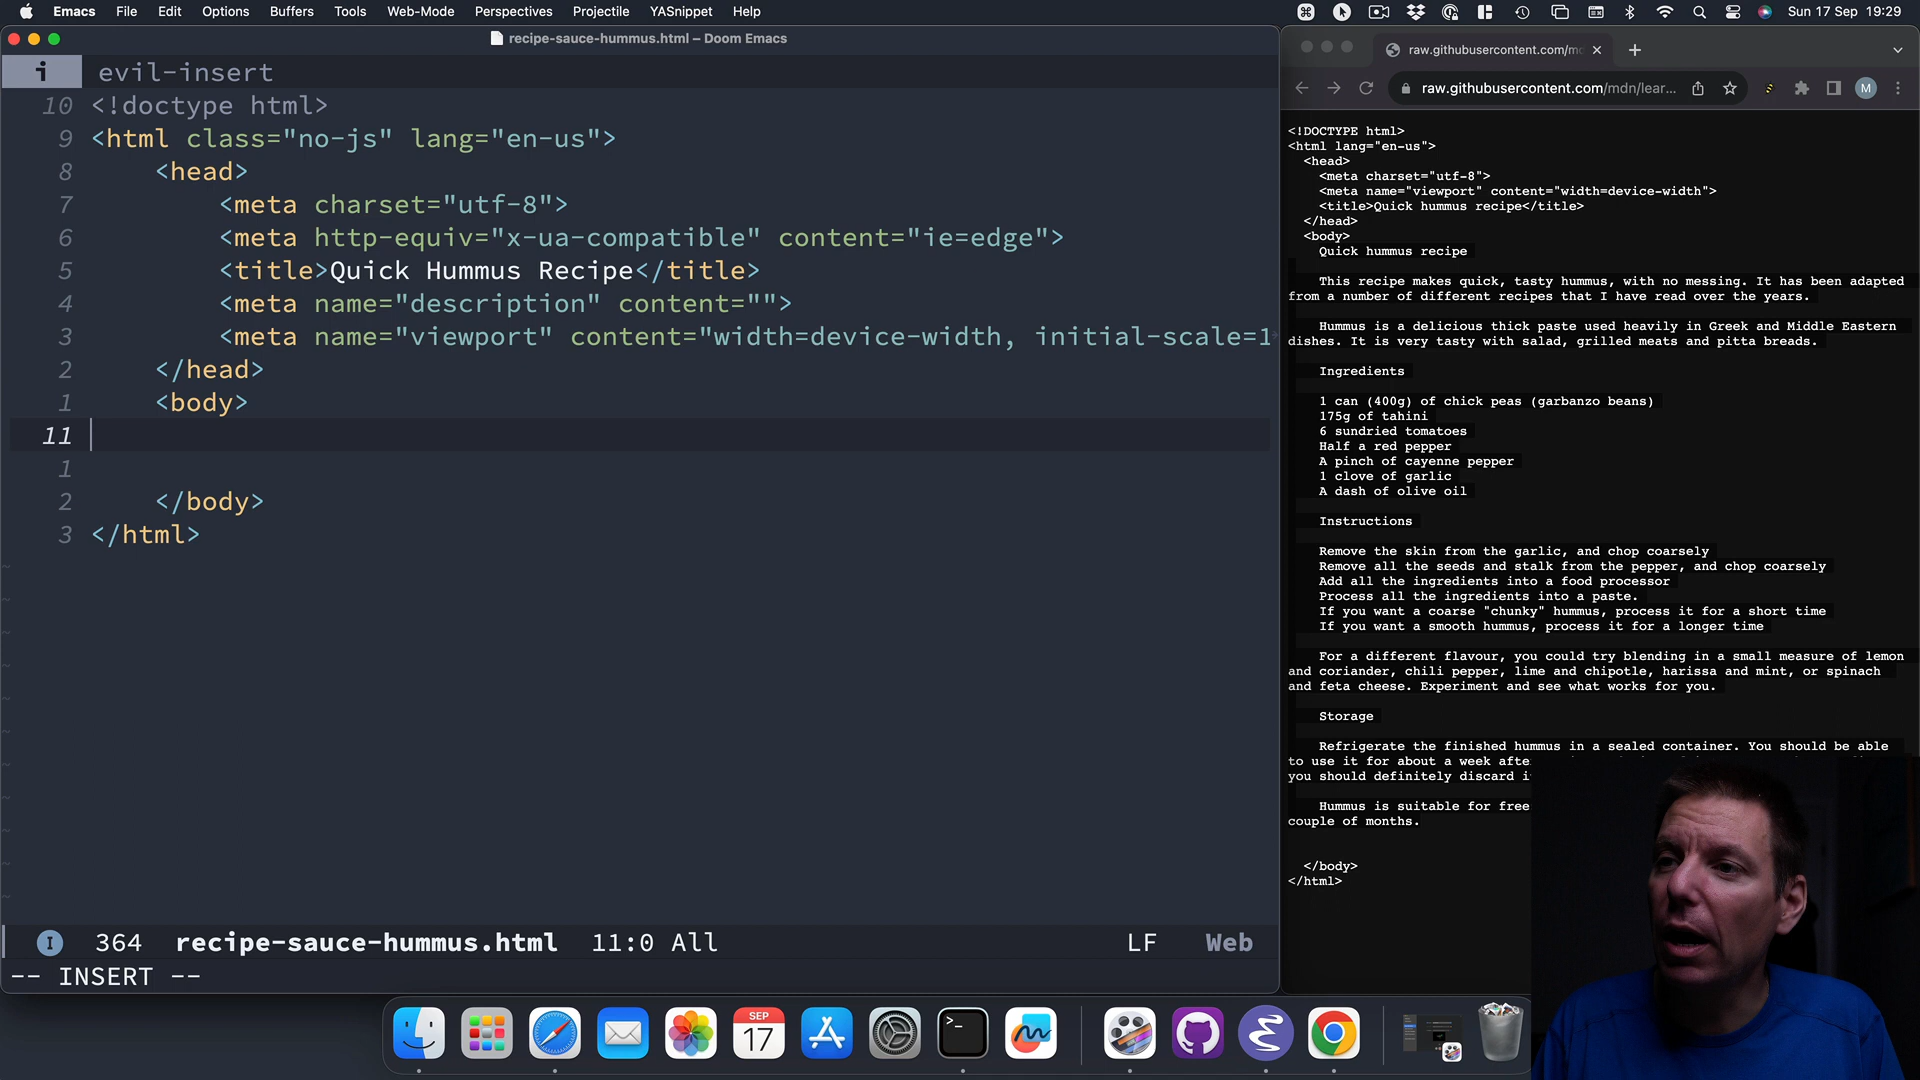 Emacs File Edit Options Buffers Tools Web-Mode Perspectives Projectile YASnippet Help Sun 17 Sep 19:29
recipe-sauce-hummus.html – Doom Emacs
i evil-insert
10 <!doctype html>
9 <html class="no-js" lang="en-us">
8 <head>
7 <meta charset="utf-8">
6 <meta http-equiv="x-ua-compatible" content="ie=edge">
5 <title>Quick Hummus Recipe</title>
4 <meta name="description" content="">
3 <meta name="viewport" content="width=device-width, initial-scale=1
2 </head>
1 <body>
11
1
2 </body>
3 </html>
I 364 recipe-sauce-hummus.html 11:0 All LF Web
-- INSERT --
raw.githubusercontent.com/m
raw.githubusercontent.com/mdn/lear...
M
<!DOCTYPE html>
<html lang="en-us">
<head>
<meta charset="utf-8">
<meta name="viewport" content="width=device-width">
<title>Quick hummus recipe</title>
</head>
<body>
Quick hummus recipe
This recipe makes quick, tasty hummus, with no messing. It has been adapted
from a number of different recipes that I have read over the years.
Hummus is a delicious thick paste used heavily in Greek and Middle Eastern
dishes. It is very tasty with salad, grilled meats and pitta breads.
Ingredients
1 can (400g) of chick peas (garbanzo beans)
175g of tahini
6 sundried tomatoes
Half a red pepper
A pinch of cayenne pepper
1 clove of garlic
A dash of olive oil
Instructions
Remove the skin from the garlic, and chop coarsely
Remove all the seeds and stalk from the pepper, and chop coarsely
Add all the ingredients into a food processor
Process all the ingredients into a paste.
If you want a coarse "chunky" hummus, process it for a short time
If you want a smooth hummus, process it for a longer time
For a different flavour, you could try blending in a small measure of lemon
and coriander, chili pepper, lime and chipotle, harissa and mint, or spinach
and feta cheese. Experiment and see what works for you.
Storage
Refrigerate the finished hummus in a sealed container. You should be able
to use it for about a week afte
you should definitely discard i
Hummus is suitable for free
couple of months.
</body>
</html>
SEP
17